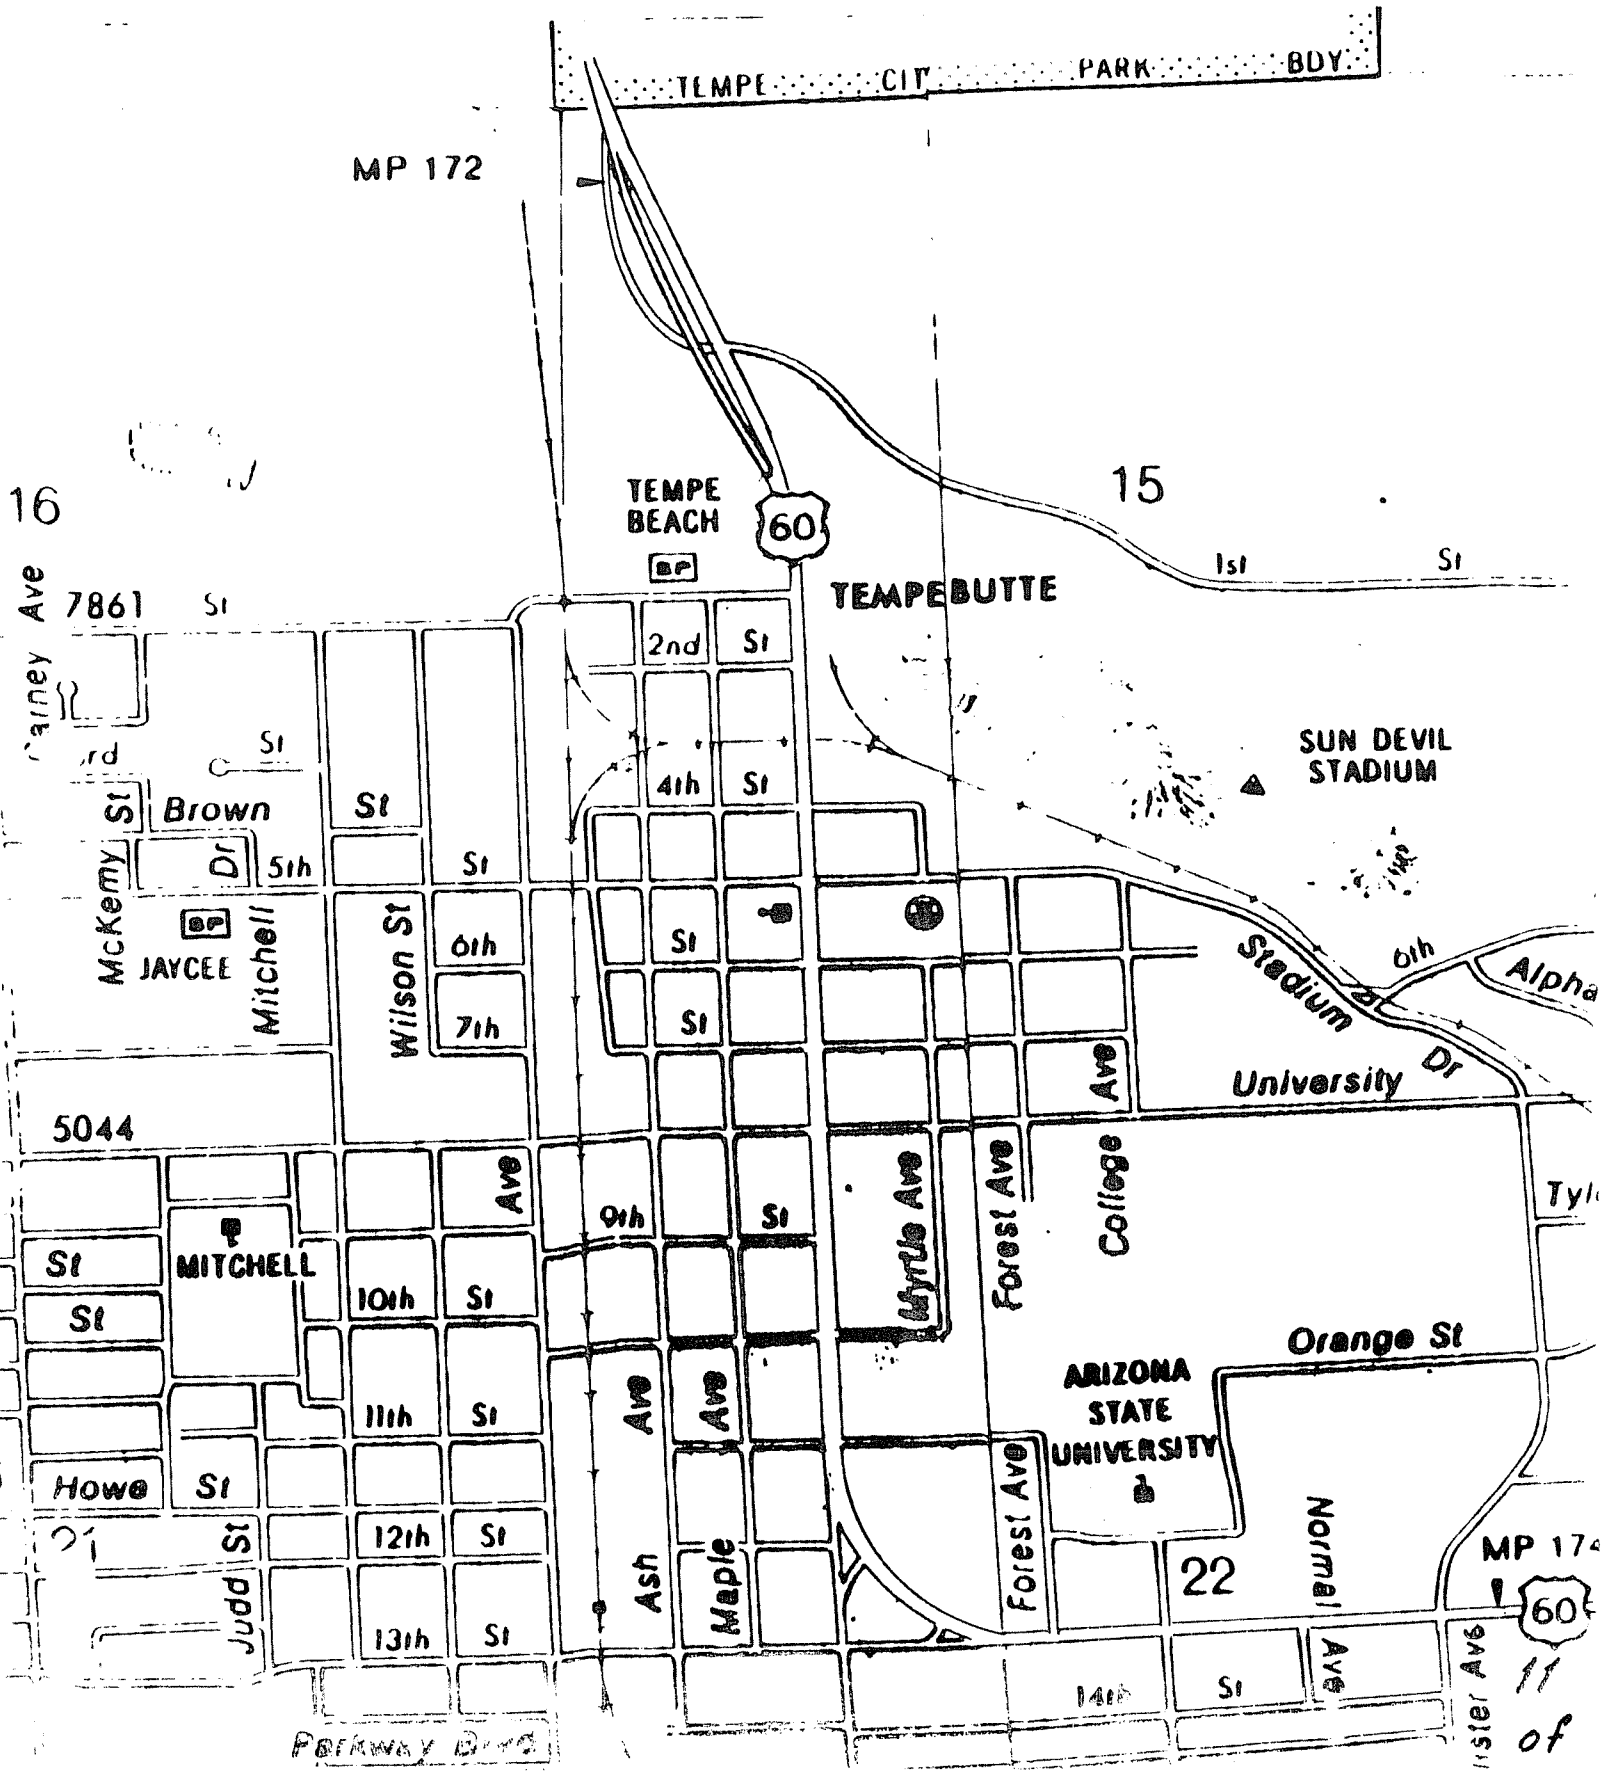 TEMPE CITY PARK BDY.
MP 172
16
15
TEMPE
BEACH
60
BP
1st St
Ave
7861 St
TEMPE BUTTE
2nd St
St
SUN DEVIL
STADIUM
4th St
St
Brown St
Dr
5th St
McKemy
BP
JAYCEE
Mitchell
Wilson St
6th St
7th St
Stadium Dr
6th
Alpha
University
Ave
5044
College
Ave
9th St
Myrtle Ave
Forest Ave
MITCHELL
St
10th St
St
Orange St
ARIZONA
STATE
UNIVERSITY
Ave
Ave
11th St
Howe St
Forest Ave
Normal Ave
12th St
Judd St
Ash
Maple
22
MP 174
60
13th St
14th St
Ave
11
of
Parkway Blvd